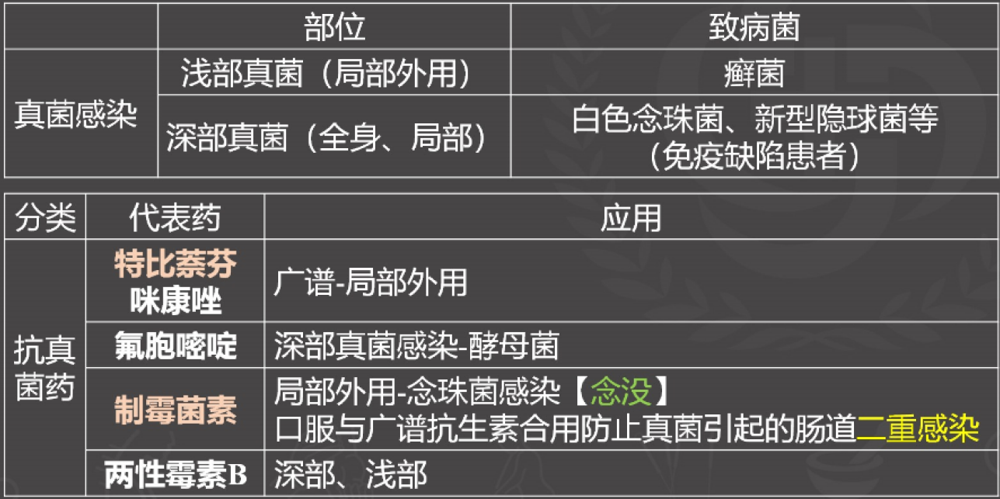 部位
致病菌
真菌感染
浅部真菌（局部外用）
癣菌
深部真菌（全身、局部）
白色念珠菌、新型隐球菌等
（免疫缺陷患者）
分类
代表药
应用
抗真
菌药
特比萘芬
咪康唑
广谱-局部外用
氟胞嘧啶
深部真菌感染-酵母菌
制霉菌素
局部外用-念珠菌感染【念没】
口服与广谱抗生素合用防止真菌引起的肠道二重感染
两性霉素B
深部、浅部